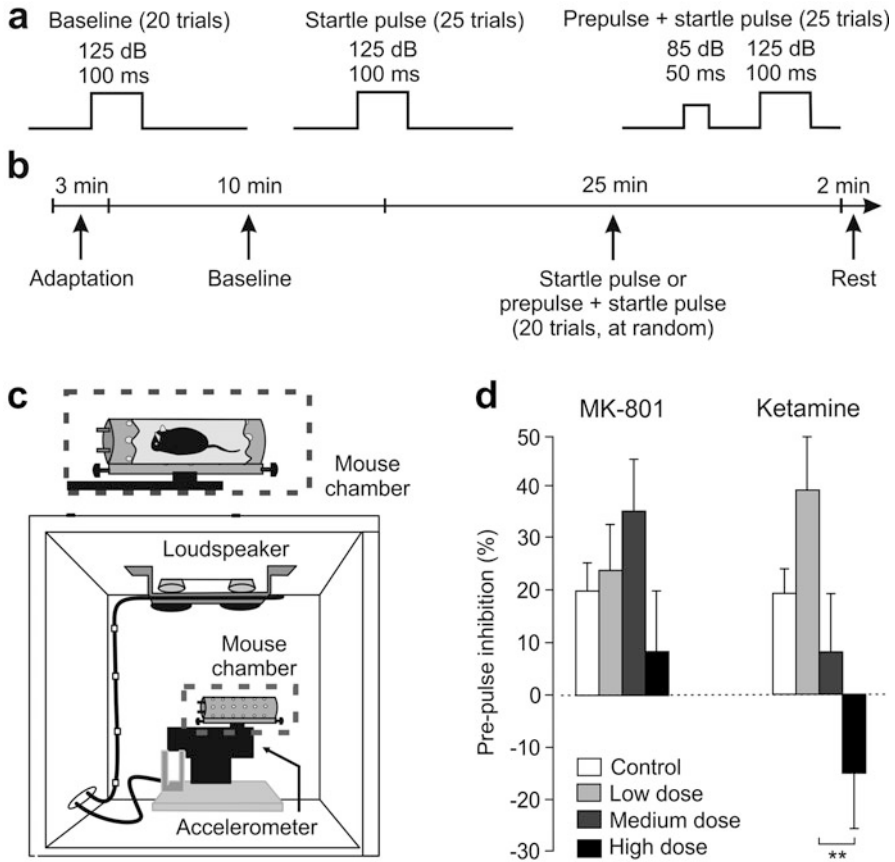 a
Baseline (20 trials)
125 dB
100 ms
Startle pulse (25 trials)
125 dB
100 ms
Prepulse + startle pulse (25 trials)
85 dB
50 ms
125 dB
100 ms
b
3 min
10 min
25 min
2 min
Adaptation
Baseline
Startle pulse or
prepulse + startle pulse
(20 trials, at random)
Rest
c
Mouse
chamber
Loudspeaker
Mouse
chamber
Accelerometer
d
MK-801
Ketamine
Pre-pulse inhibition (%)
50
40
30
20
10
0
-10
-20
-30
Control
Low dose
Medium dose
High dose
**